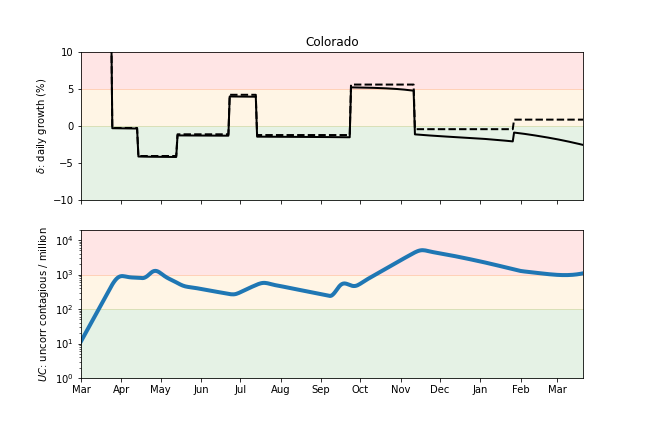 Colorado
δ: daily growth (%)
10
5
0
−5
−10
UC: uncorr contagious / million
10⁴
10³
10²
10¹
10⁰
Mar Apr May Jun Jul Aug Sep Oct Nov Dec Jan Feb Mar